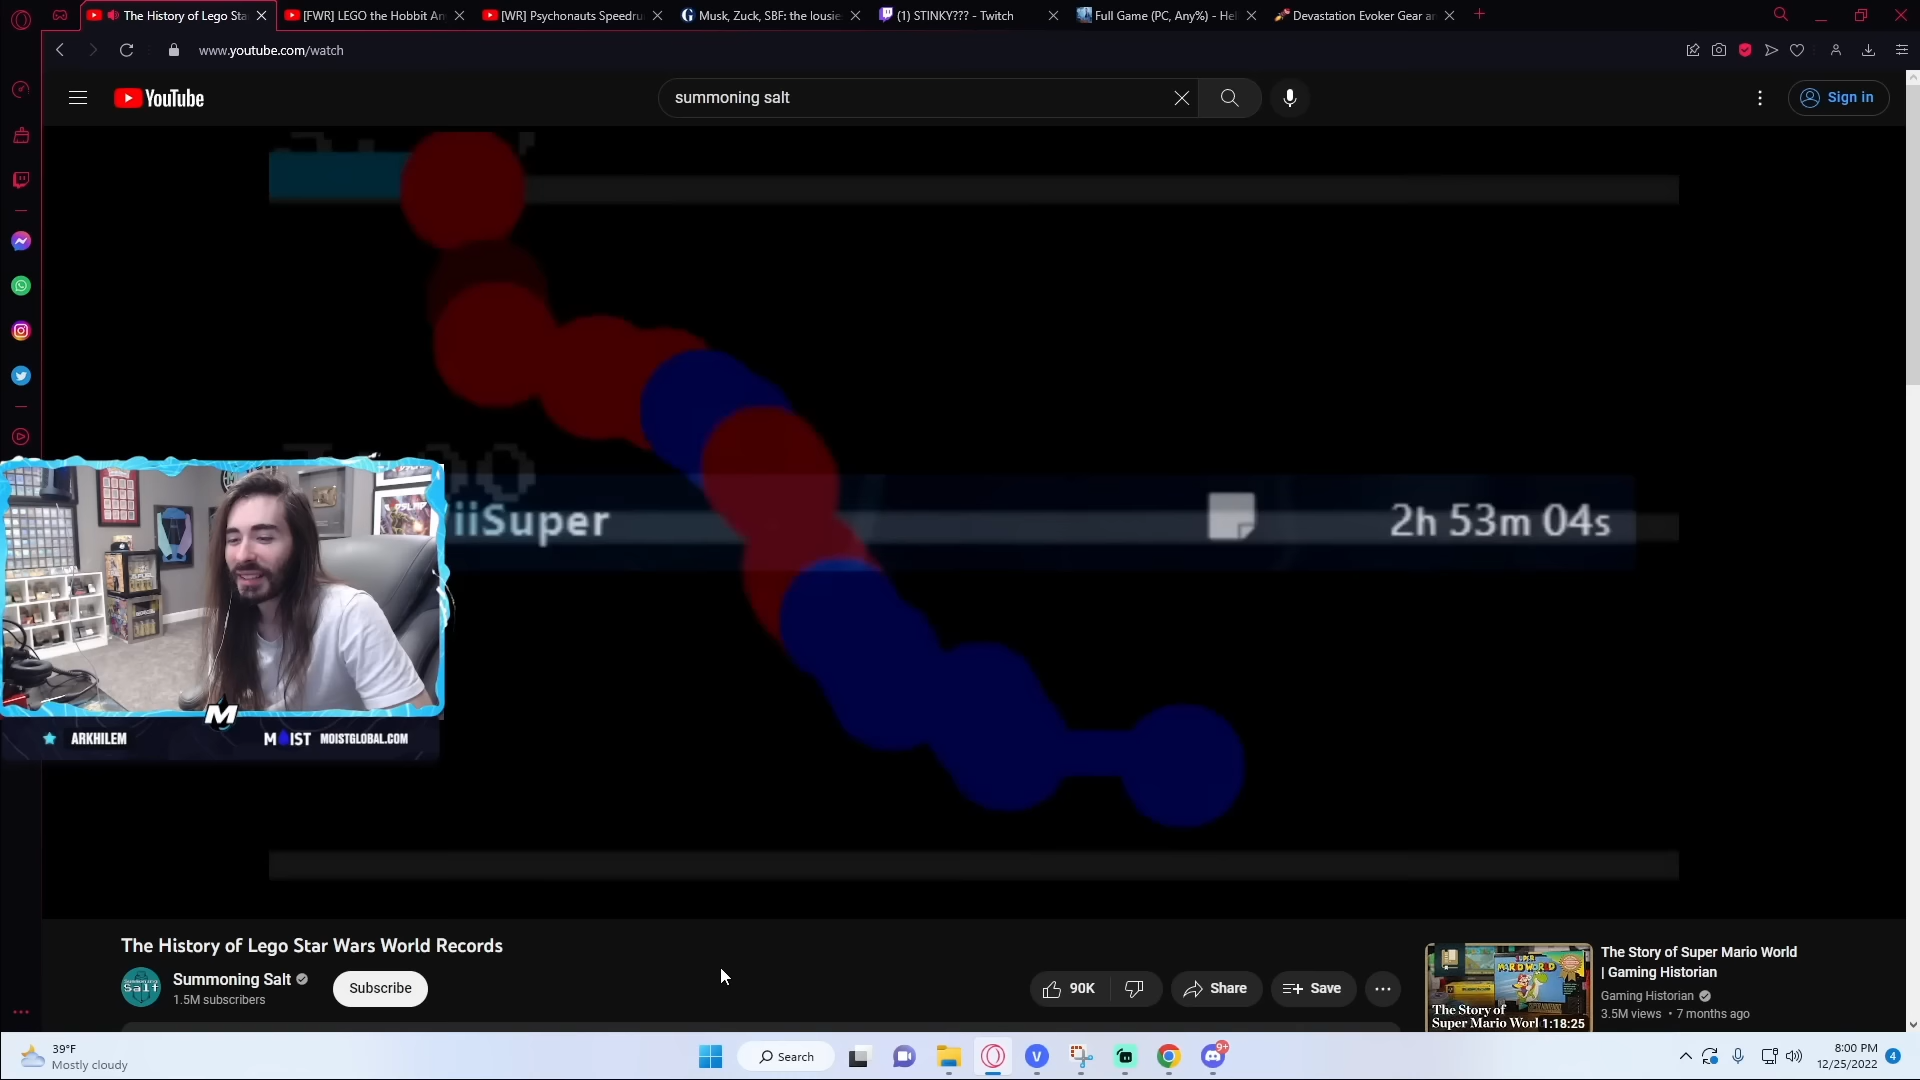 The History of Lego Sta
[FWR] LEGO the Hobbit An
[WR] Psychonauts Speedru
Musk, Zuck, SBF: the lousie
(1) STINKY??? - Twitch
Full Game (PC, Any%) - Hel
Devastation Evoker Gear an
www.youtube.com/watch
YouTube
summoning salt
Sign in
iiSuper
2h 53m 04s
M
ARKHILEM
MOIST
MOISTGLOBAL.COM
The History of Lego Star Wars World Records
Summoning Salt
1.5M subscribers
Subscribe
90K
Share
Save
The Story of
Super Mario Worl
1:18:25
The Story of Super Mario World
| Gaming Historian
Gaming Historian
3.5M views • 7 months ago
39°F
Mostly cloudy
Search
9+
8:00 PM
12/25/2022
4